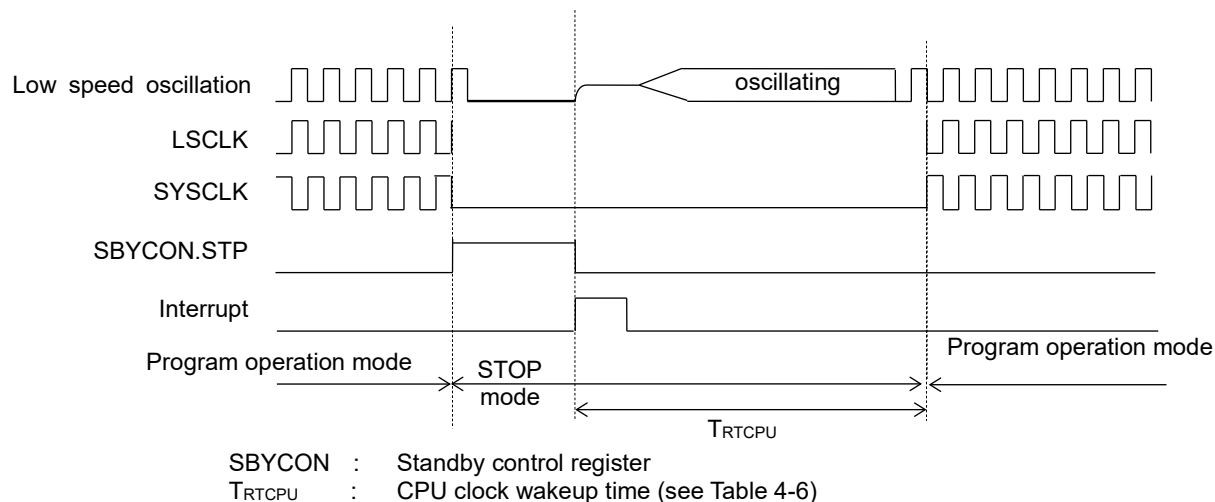 Low speed oscillation
oscillating
LSCLK
SYSCLK
SBYCON.STP
Interrupt
Program operation mode
STOP
mode
Program operation mode
TRTCPU
SBYCON : Standby control register
TRTCPU : CPU clock wakeup time (see Table 4-6)